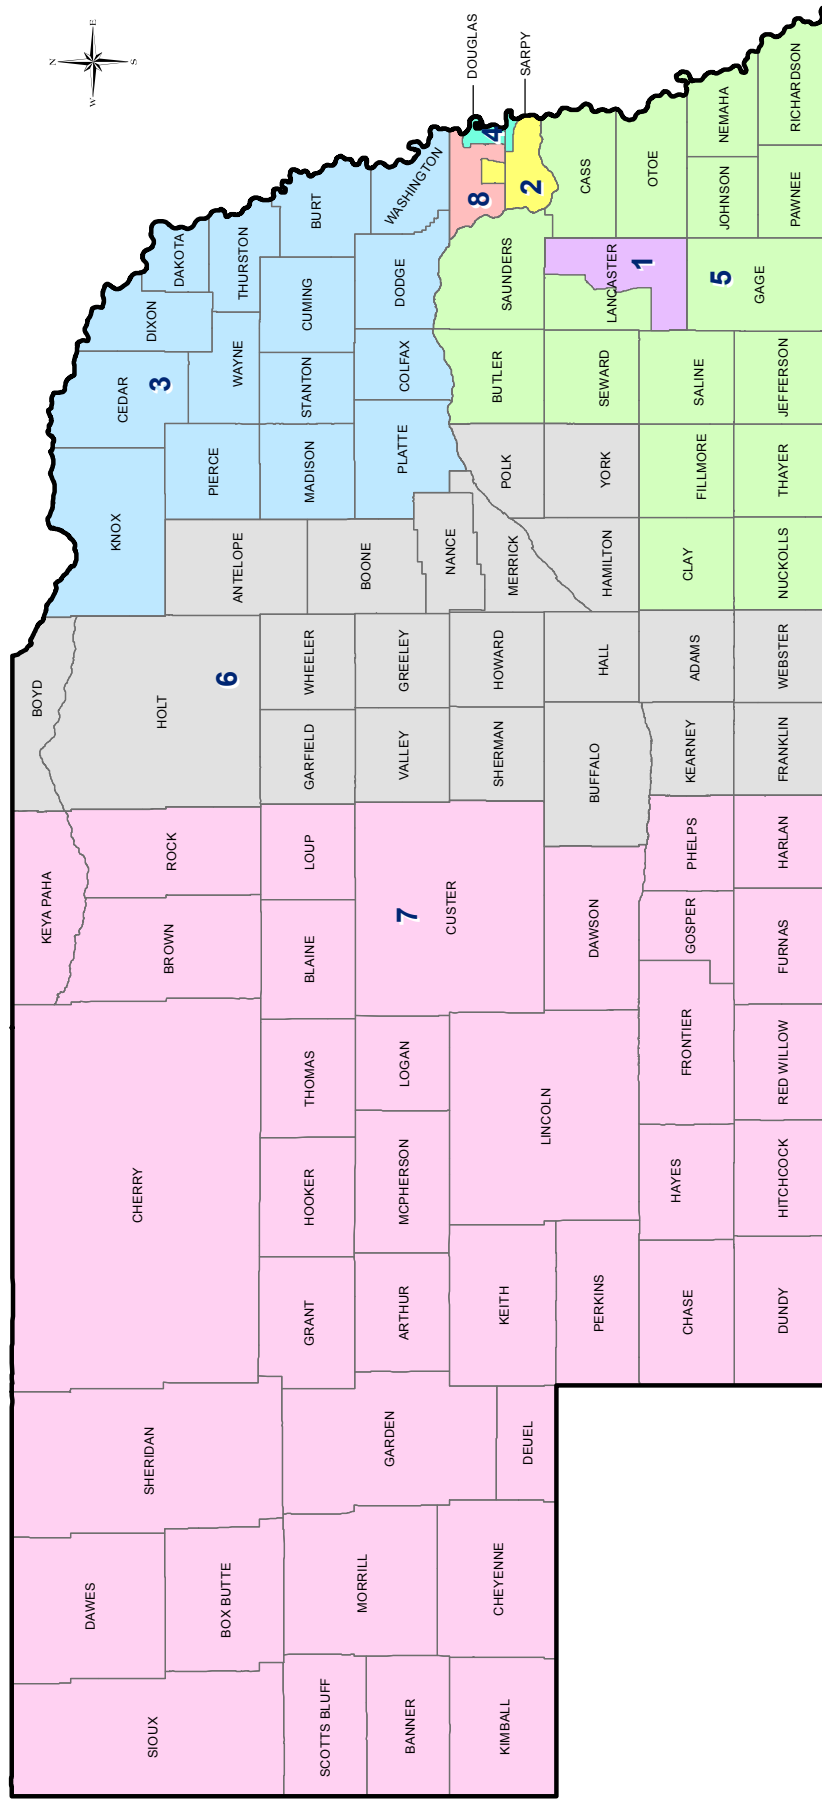 N
W
E
S
BOYD
KEYA PAHA
KNOX
CEDAR
DIXON
DAKOTA
3
SIOUX
DAWES
SHERIDAN
CHERRY
BROWN
ROCK
HOLT
6
ANTELOPE
PIERCE
WAYNE
THURSTON
BOX BUTTE
GRANT
HOOKER
THOMAS
BLAINE
LOUP
GARFIELD
WHEELER
BOONE
MADISON
STANTON
CUMING
BURT
SCOTTS BLUFF
MORRILL
GARDEN
ARTHUR
MCPHERSON
LOGAN
7
CUSTER
VALLEY
GREELEY
NANCE
PLATTE
COLFAX
DODGE
WASHINGTON
BANNER
KIMBALL
CHEYENNE
DEUEL
KEITH
LINCOLN
SHERMAN
HOWARD
MERRICK
POLK
BUTLER
SAUNDERS
8
4
DOUGLAS
2
SARPY
PERKINS
DAWSON
BUFFALO
HALL
HAMILTON
YORK
SEWARD
LANCASTER
1
CASS
OTOE
CHASE
HAYES
FRONTIER
GOSPER
PHELPS
KEARNEY
ADAMS
CLAY
FILLMORE
SALINE
5
GAGE
JOHNSON
NEMAHA
DUNDY
HITCHCOCK
RED WILLOW
FURNAS
HARLAN
FRANKLIN
WEBSTER
NUCKOLLS
THAYER
JEFFERSON
PAWNEE
RICHARDSON